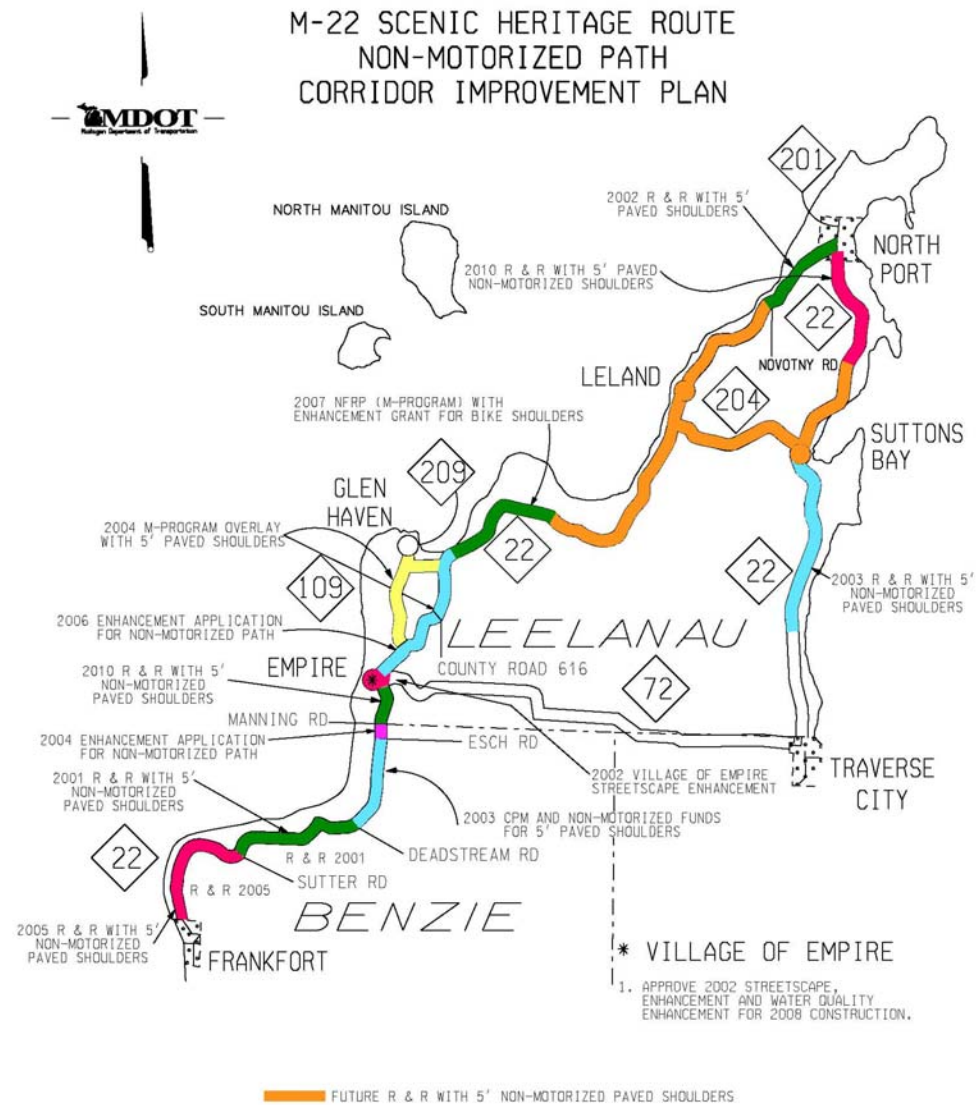 M-22 SCENIC HERITAGE ROUTE
NON-MOTORIZED PATH
CORRIDOR IMPROVEMENT PLAN
MDOT
Michigan Department of Transportation
201
2002 R & R WITH 5'
PAVED SHOULDERS
NORTH MANITOU ISLAND
NORTH
PORT
2010 R & R WITH 5' PAVED
NON-MOTORIZED SHOULDERS
SOUTH MANITOU ISLAND
22
NOVOTNY RD
LELAND
204
2007 NFRP (M-PROGRAM) WITH
ENHANCEMENT GRANT FOR BIKE SHOULDERS
SUTTONS
BAY
209
GLEN
HAVEN
2004 M-PROGRAM OVERLAY
WITH 5' PAVED SHOULDERS
22
109
22
2003 R & R WITH 5'
NON-MOTORIZED
PAVED SHOULDERS
2006 ENHANCEMENT APPLICATION
FOR NON-MOTORIZED PATH
LEELANAU
EMPIRE
*
COUNTY ROAD 616
2010 R & R WITH 5'
NON-MOTORIZED
PAVED SHOULDERS
72
MANNING RD
2004 ENHANCEMENT APPLICATION
FOR NON-MOTORIZED PATH
ESCH RD
2001 R & R WITH 5'
NON-MOTORIZED
PAVED SHOULDERS
2002 VILLAGE OF EMPIRE
STREETSCAPE ENHANCEMENT
TRAVERSE
CITY
2003 CPM AND NON-MOTORIZED FUNDS
FOR 5' PAVED SHOULDERS
22
R & R 2001
DEADSTREAM RD
SUTTER RD
R & R 2005
BENZIE
2005 R & R WITH 5'
NON-MOTORIZED
PAVED SHOULDERS
FRANKFORT
* VILLAGE OF EMPIRE
1. APPROVE 2002 STREETSCAPE,
ENHANCEMENT AND WATER QUALITY
ENHANCEMENT FOR 2008 CONSTRUCTION.
FUTURE R & R WITH 5' NON-MOTORIZED PAVED SHOULDERS